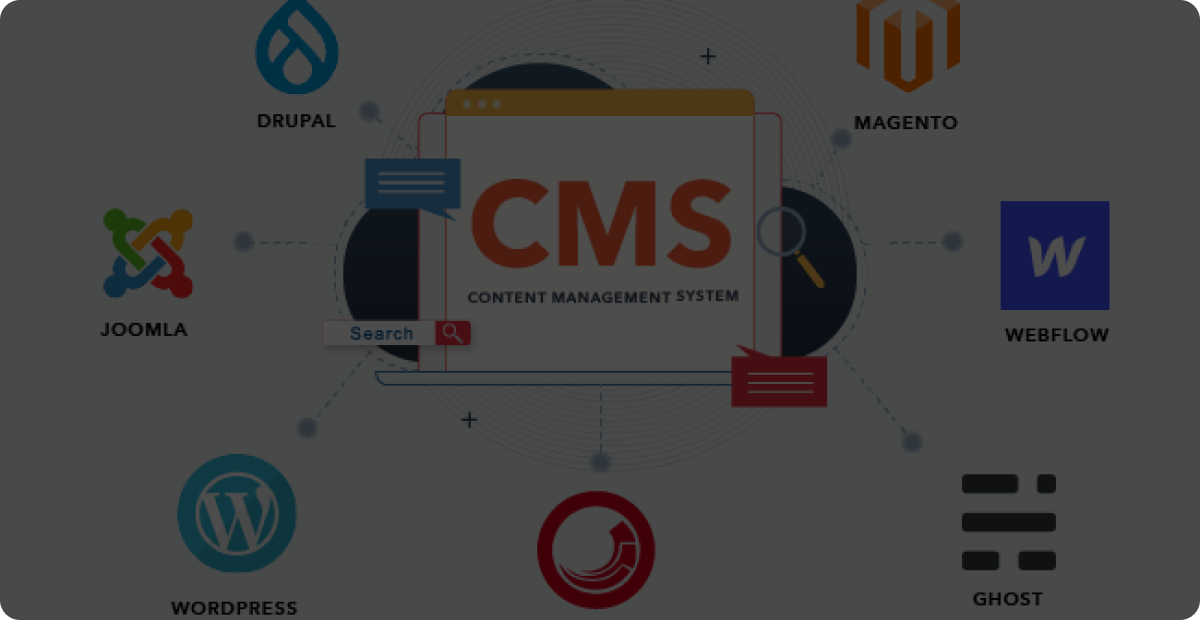 DRUPAL
MAGENTO
CMS
CONTENT MANAGEMENT SYSTEM
JOOMLA
Search
W
WEBFLOW
W
WORDPRESS
GHOST